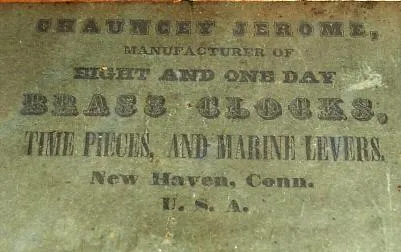 CHAUNCEY JEROME,
MANUFACTURER OF
EIGHT AND ONE DAY
BRASS CLOCKS,
TIME PIECES, AND MARINE LEVERS.
New Haven, Conn.
U. S. A.